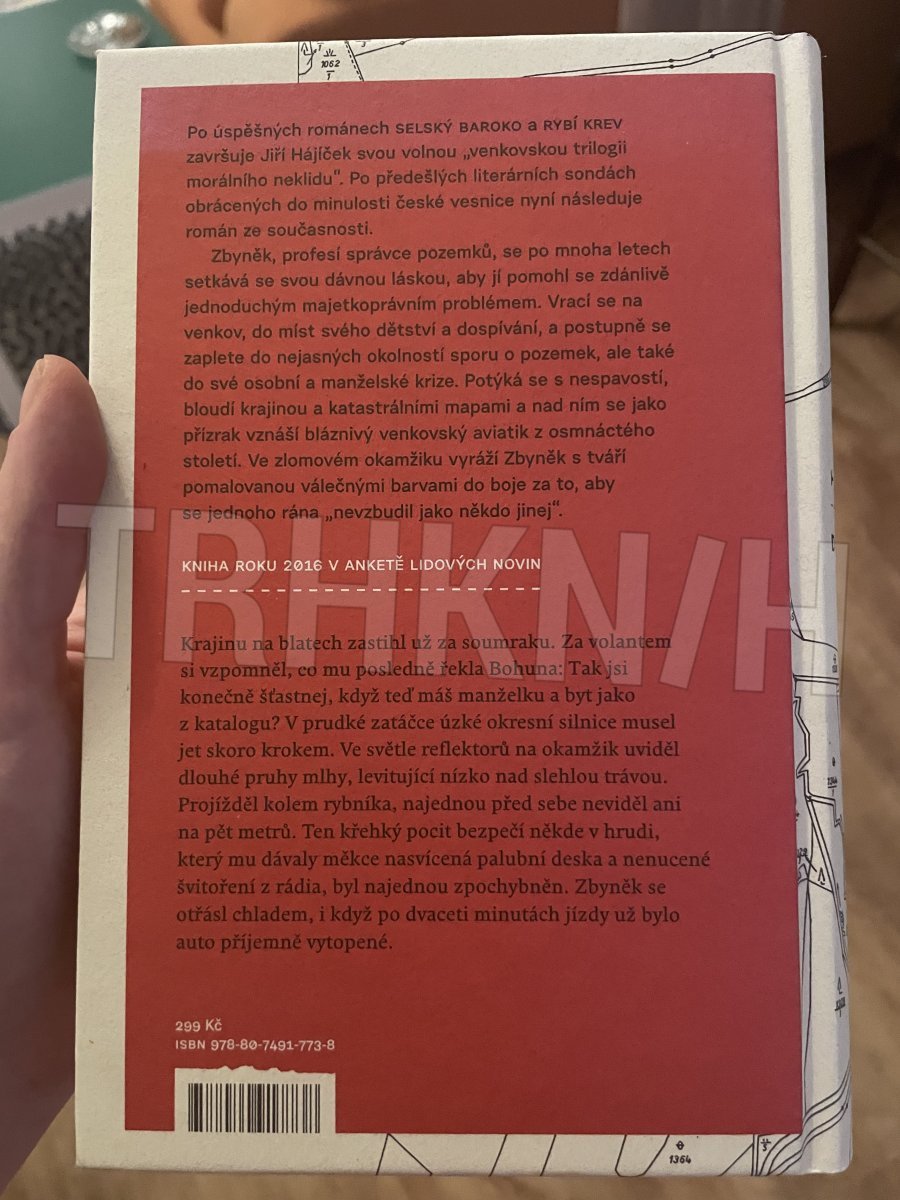 1062
1
Po úspěšných románech SELSKÝ BAROKO a RYBÍ KREV
završuje Jiří Hájíček svou volnou „venkovskou trilogii
morálního neklidu". Po předešlých literárních sondách
obrácených do minulosti české vesnice nyní následuje
román ze současnosti.
Zbyněk, profesí správce pozemků, se po mnoha letech
setkává se svou dávnou láskou, aby jí pomohl se zdánlivě
jednoduchým majetkoprávním problémem. Vrací se na
venkov, do míst svého dětství a dospívání, a postupně se
zaplete do nejasných okolností sporu o pozemek, ale také
do své osobní a manželské krize. Potýká se s nespavostí,
bloudí krajinou a katastrálními mapami a nad ním se jako
přízrak vznáší bláznivý venkovský aviatik z osmnáctého
století. Ve zlomovém okamžiku vyráží Zbyněk s tváří
pomalovanou válečnými barvami do boje za to, aby
se jednoho rána „nevzbudil jako někdo jinej".
TRHKNIH
KNIHA ROKU 2016 V ANKETĚ LIDOVÝCH NOVIN
Krajinu na blatech zastihl už za soumraku. Za volantem
si vzpomněl, co mu posledně řekla Bohuna: Tak jsi
konečně šťastnej, když teď máš manželku a byt jako
z katalogu? V prudké zatáčce úzké okresní silnice musel
jet skoro krokem. Ve světle reflektorů na okamžik uviděl
dlouhé pruhy mlhy, levitující nízko nad slehlou trávou.
Projížděl kolem rybníka, najednou před sebe neviděl ani
na pět metrů. Ten křehký pocit bezpečí někde v hrudi,
který mu dávaly měkce nasvícená palubní deska a nenucené
švitoření z rádia, byl najednou zpochybněn. Zbyněk se
otřásl chladem, i když po dvaceti minutách jízdy už bylo
auto příjemně vytopené.
299 Kč
ISBN 978-80-7491-773-8
1364